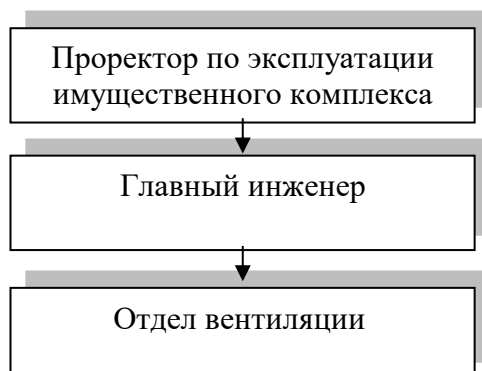 Проректор по эксплуатации
имущественного комплекса
Главный инженер
Отдел вентиляции